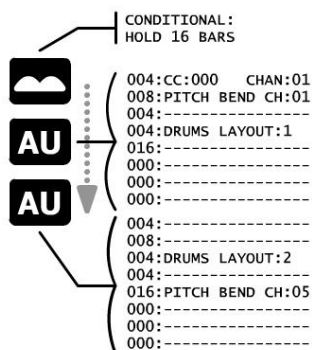 CONDITIONAL:
HOLD 16 BARS
AU
004:CC:000 CHAN:01
008:PITCH BEND CH:01
004:--------------
004:DRUMS LAYOUT:1
016:--------------
000:--------------
000:--------------
000:--------------
AU
004:--------------
008:--------------
004:DRUMS LAYOUT:2
004:--------------
016:PITCH BEND CH:05
000:--------------
000:--------------
000:--------------